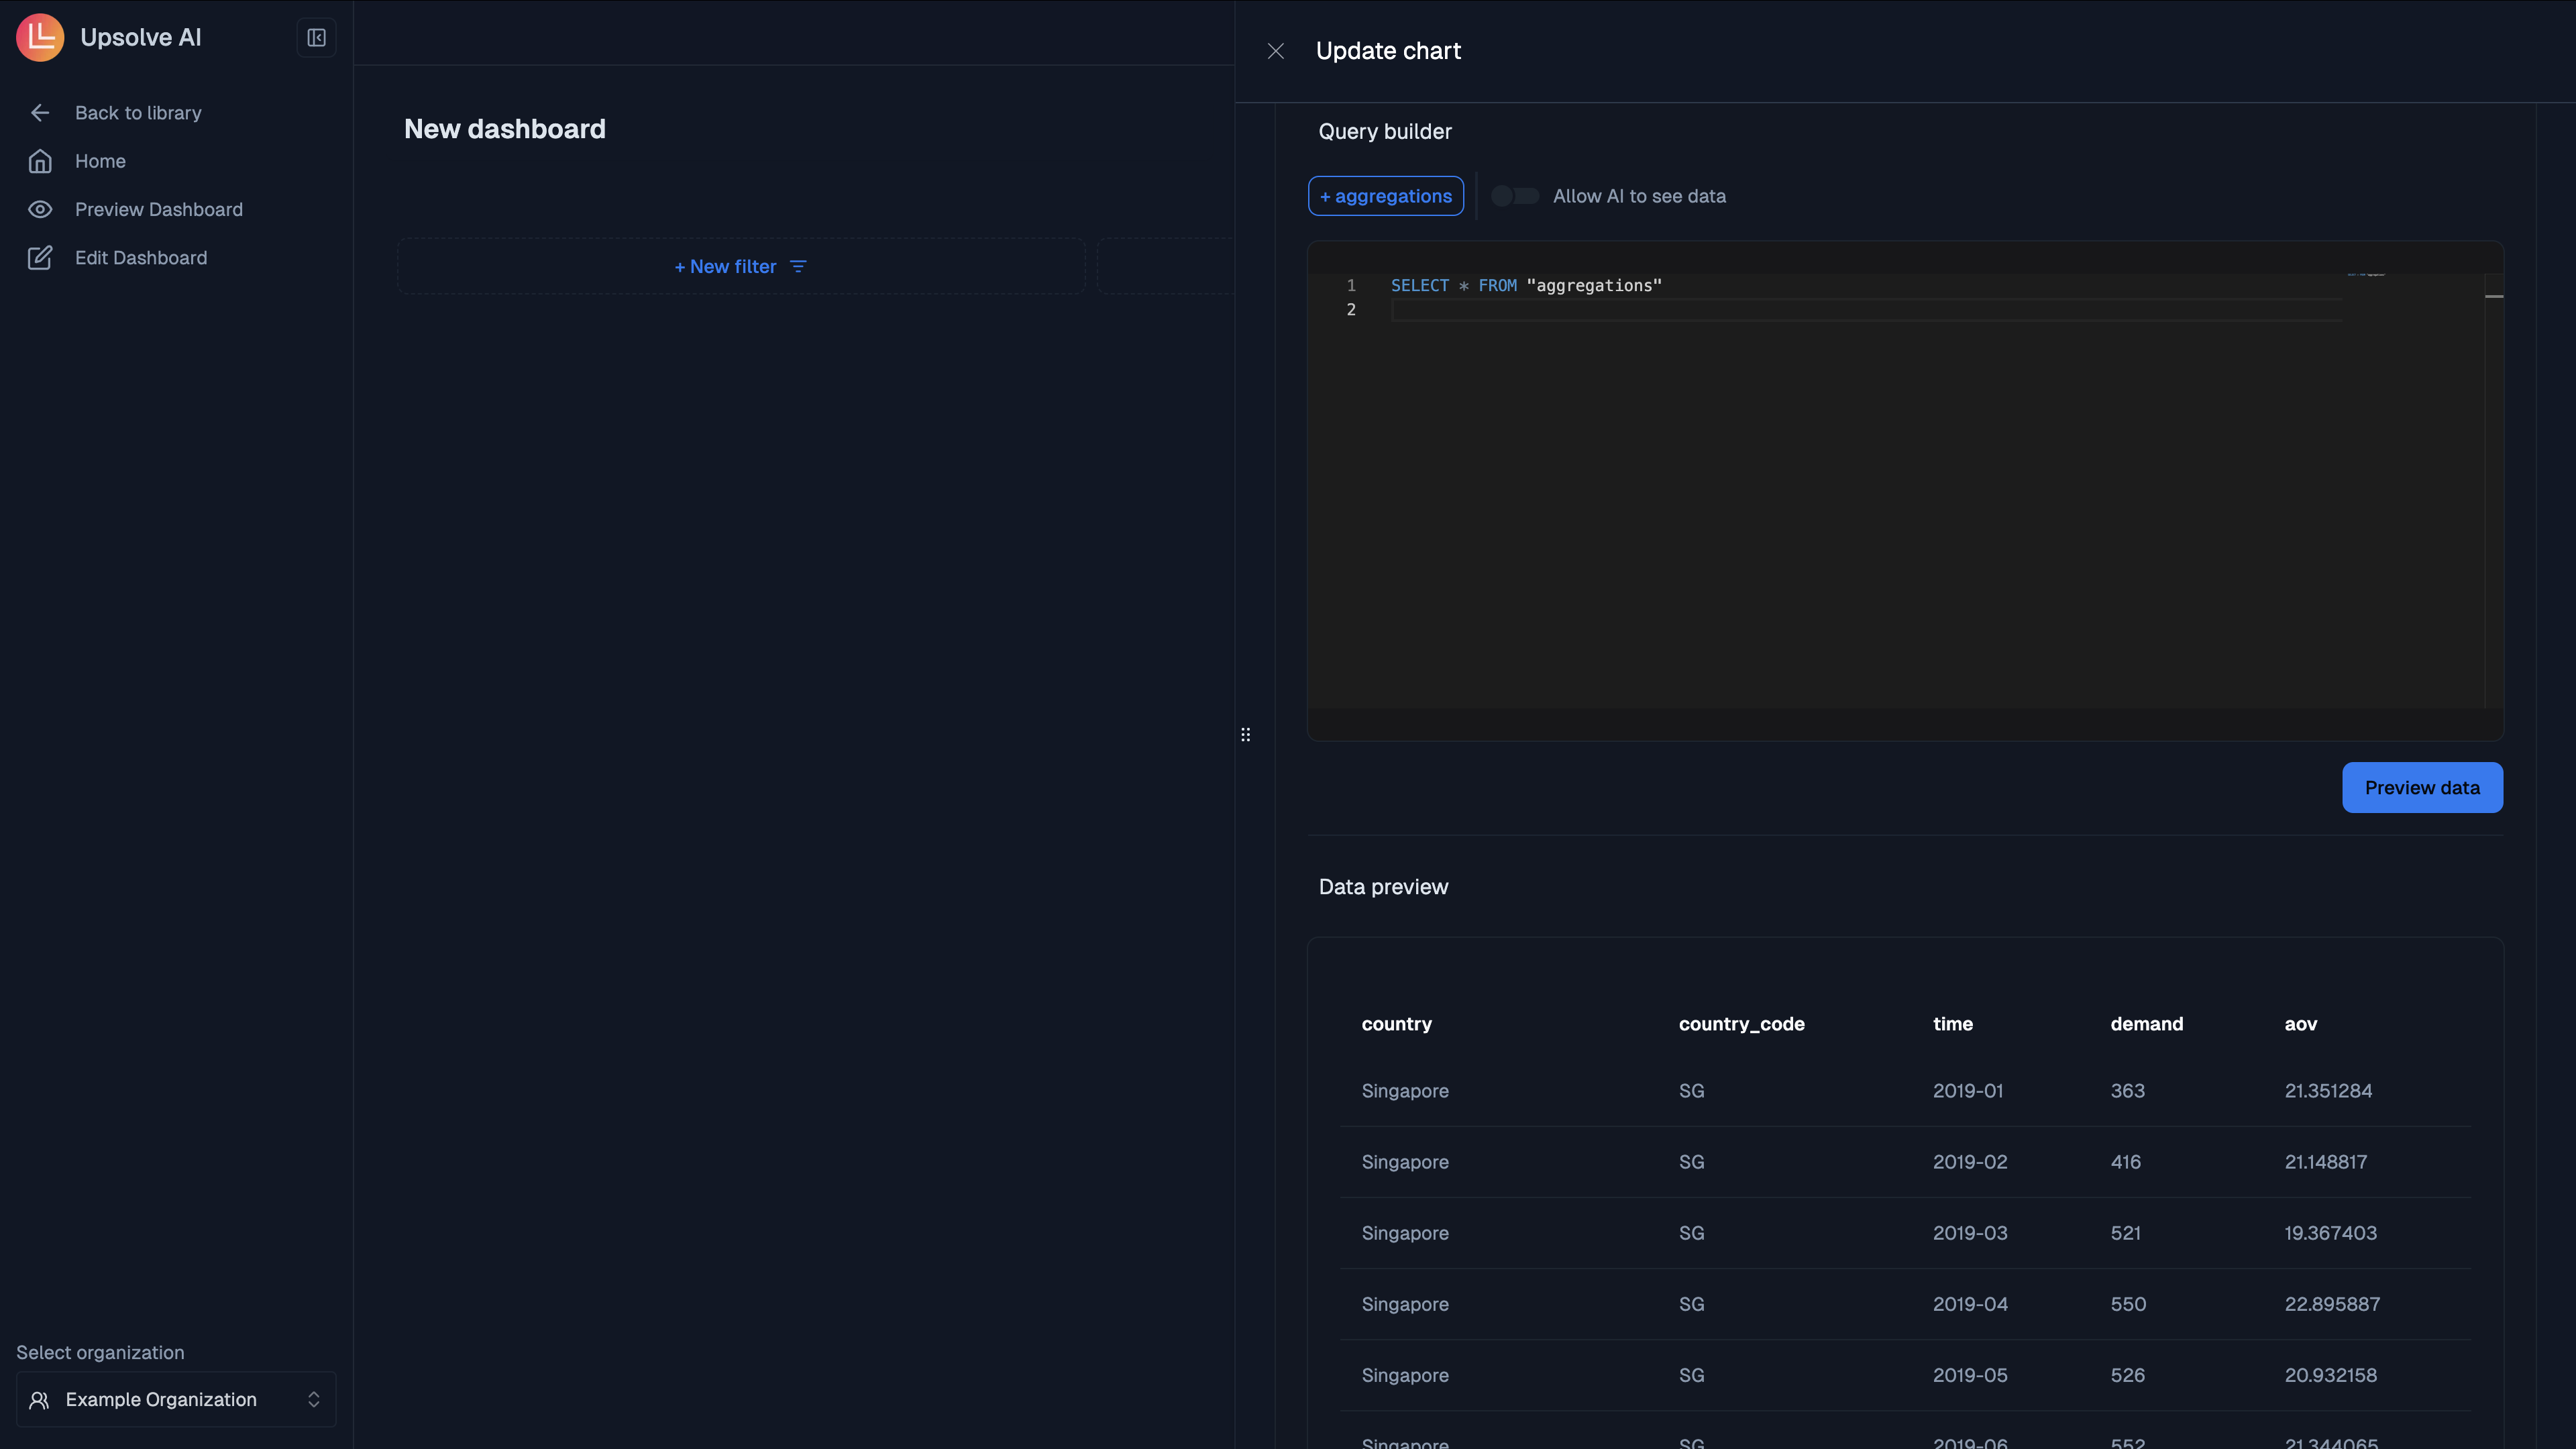 Upsolve AI
Back to library
Home
Preview Dashboard
Edit Dashboard
Select organization
Example Organization
New dashboard
+ New filter
Update chart
Query builder
+ aggregations
Allow AI to see data
1 SELECT * FROM "aggregations"
2
Preview data
Data preview
country country_code time demand aov
Singapore SG 2019-01 363 21.351284
Singapore SG 2019-02 416 21.148817
Singapore SG 2019-03 521 19.367403
Singapore SG 2019-04 550 22.895887
Singapore SG 2019-05 526 20.932158
Singapore SG 2019-06 552 21.344065